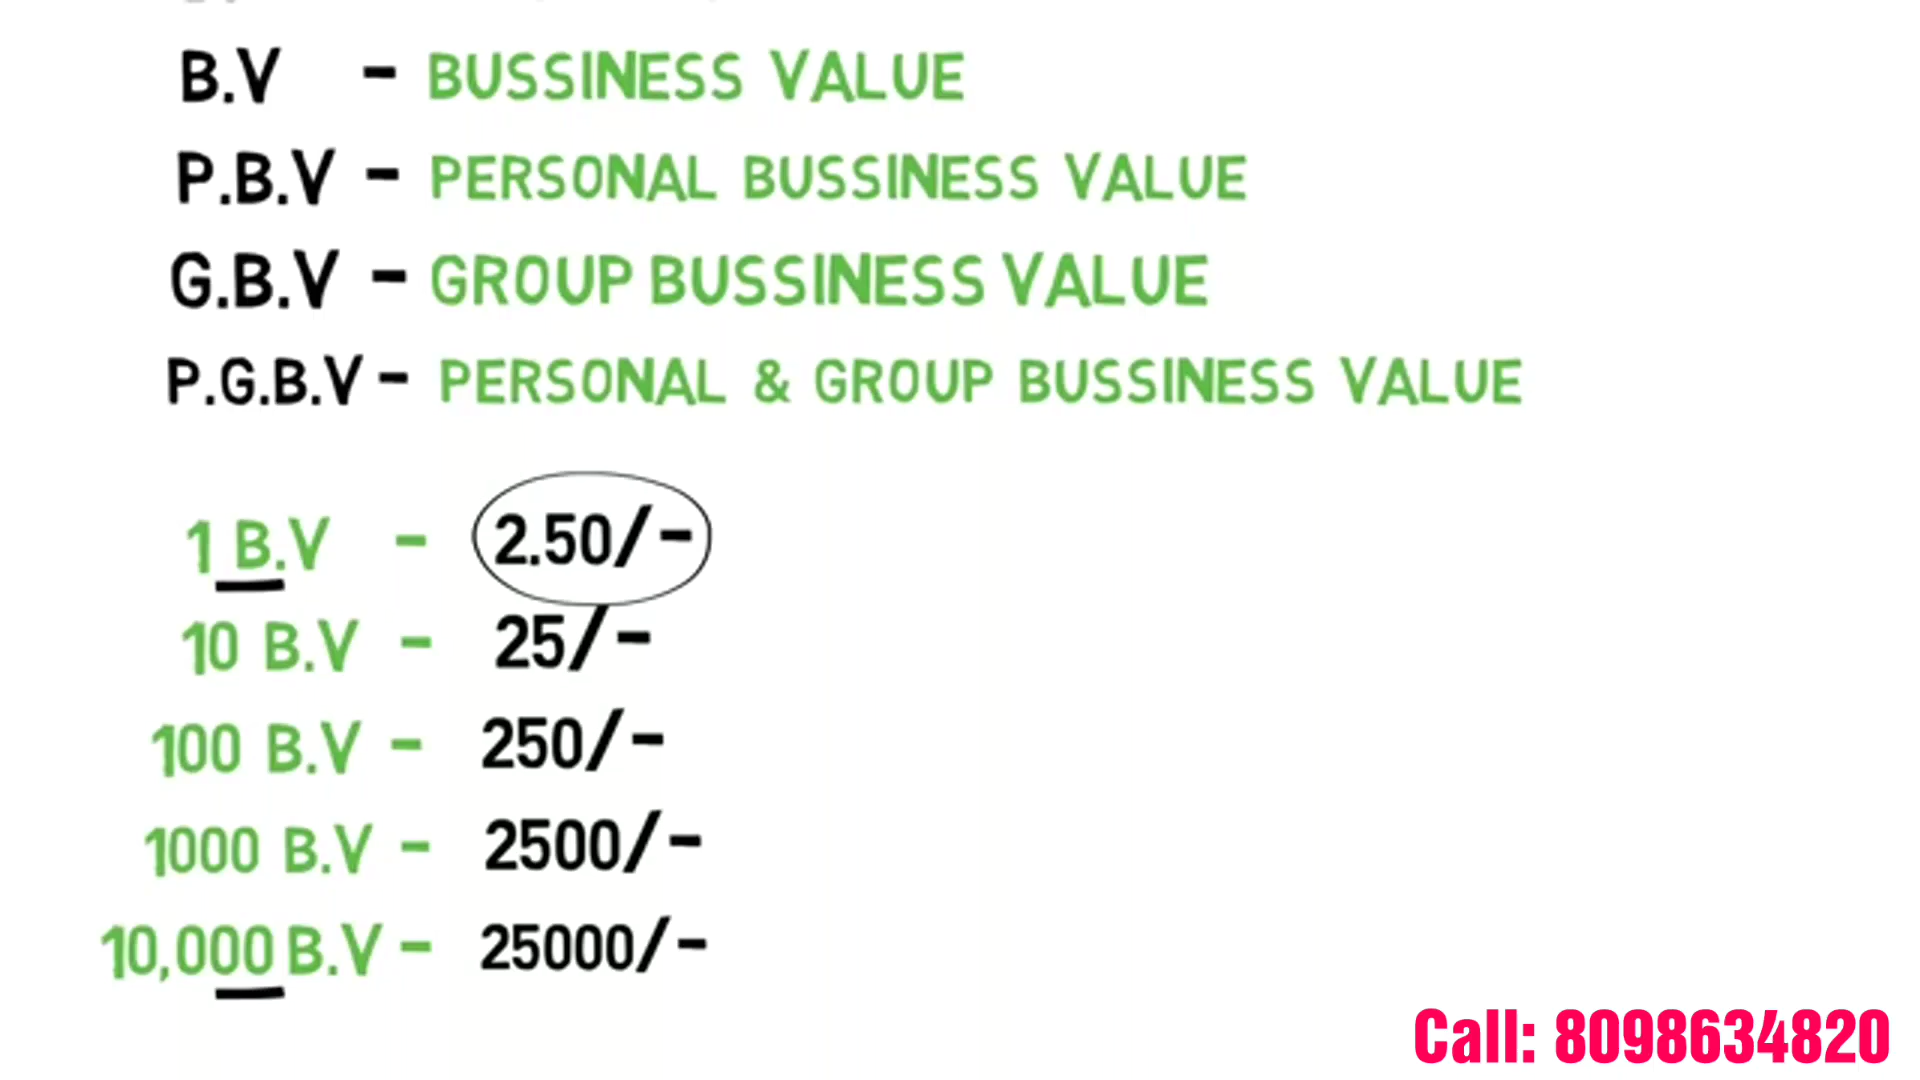 B.V - BUSSINESS VALUE
P.B.V - PERSONAL BUSSINESS VALUE
G.B.V - GROUP BUSSINESS VALUE
P.G.B.V - PERSONAL & GROUP BUSSINESS VALUE
1 B.V - 2.50/-
10 B.V - 25/-
100 B.V - 250/-
1000 B.V - 2500/-
10,000 B.V - 25000/-
Call: 8098634820